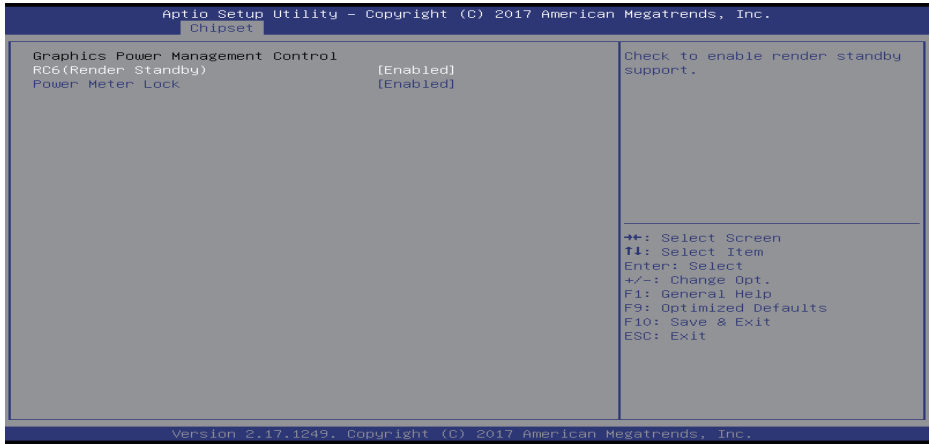 Aptio Setup Utility – Copyright (C) 2017 American Megatrends, Inc.
Chipset
Graphics Power Management Control
RC6(Render Standby) [Enabled]
Power Meter Lock [Enabled]
Check to enable render standby
support.
→←: Select Screen
↑↓: Select Item
Enter: Select
+/-: Change Opt.
F1: General Help
F9: Optimized Defaults
F10: Save & Exit
ESC: Exit
Version 2.17.1249. Copyright (C) 2017 American Megatrends, Inc.